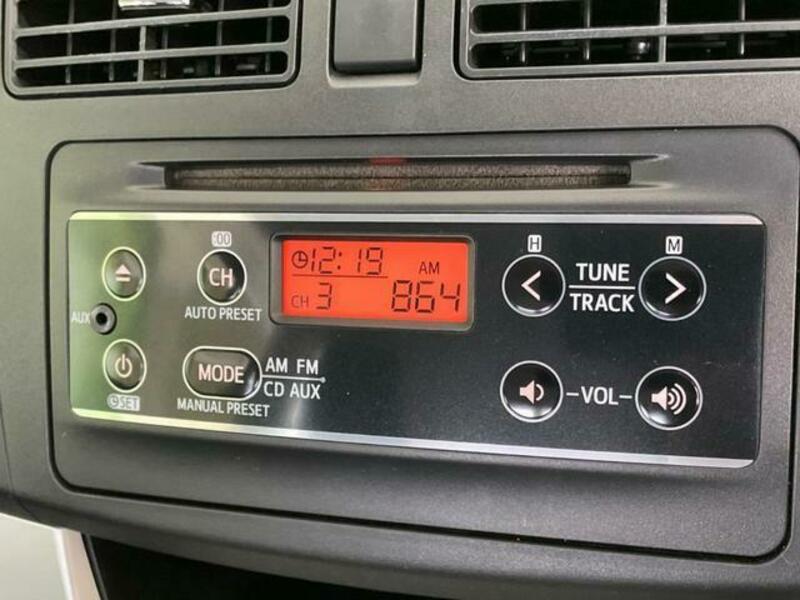 :00
CH
AUTO PRESET
AUX
SET
MODE
AM FM
CD AUX
MANUAL PRESET
12:19
AM
CH 3 864
H
M
TUNE
TRACK
-VOL-